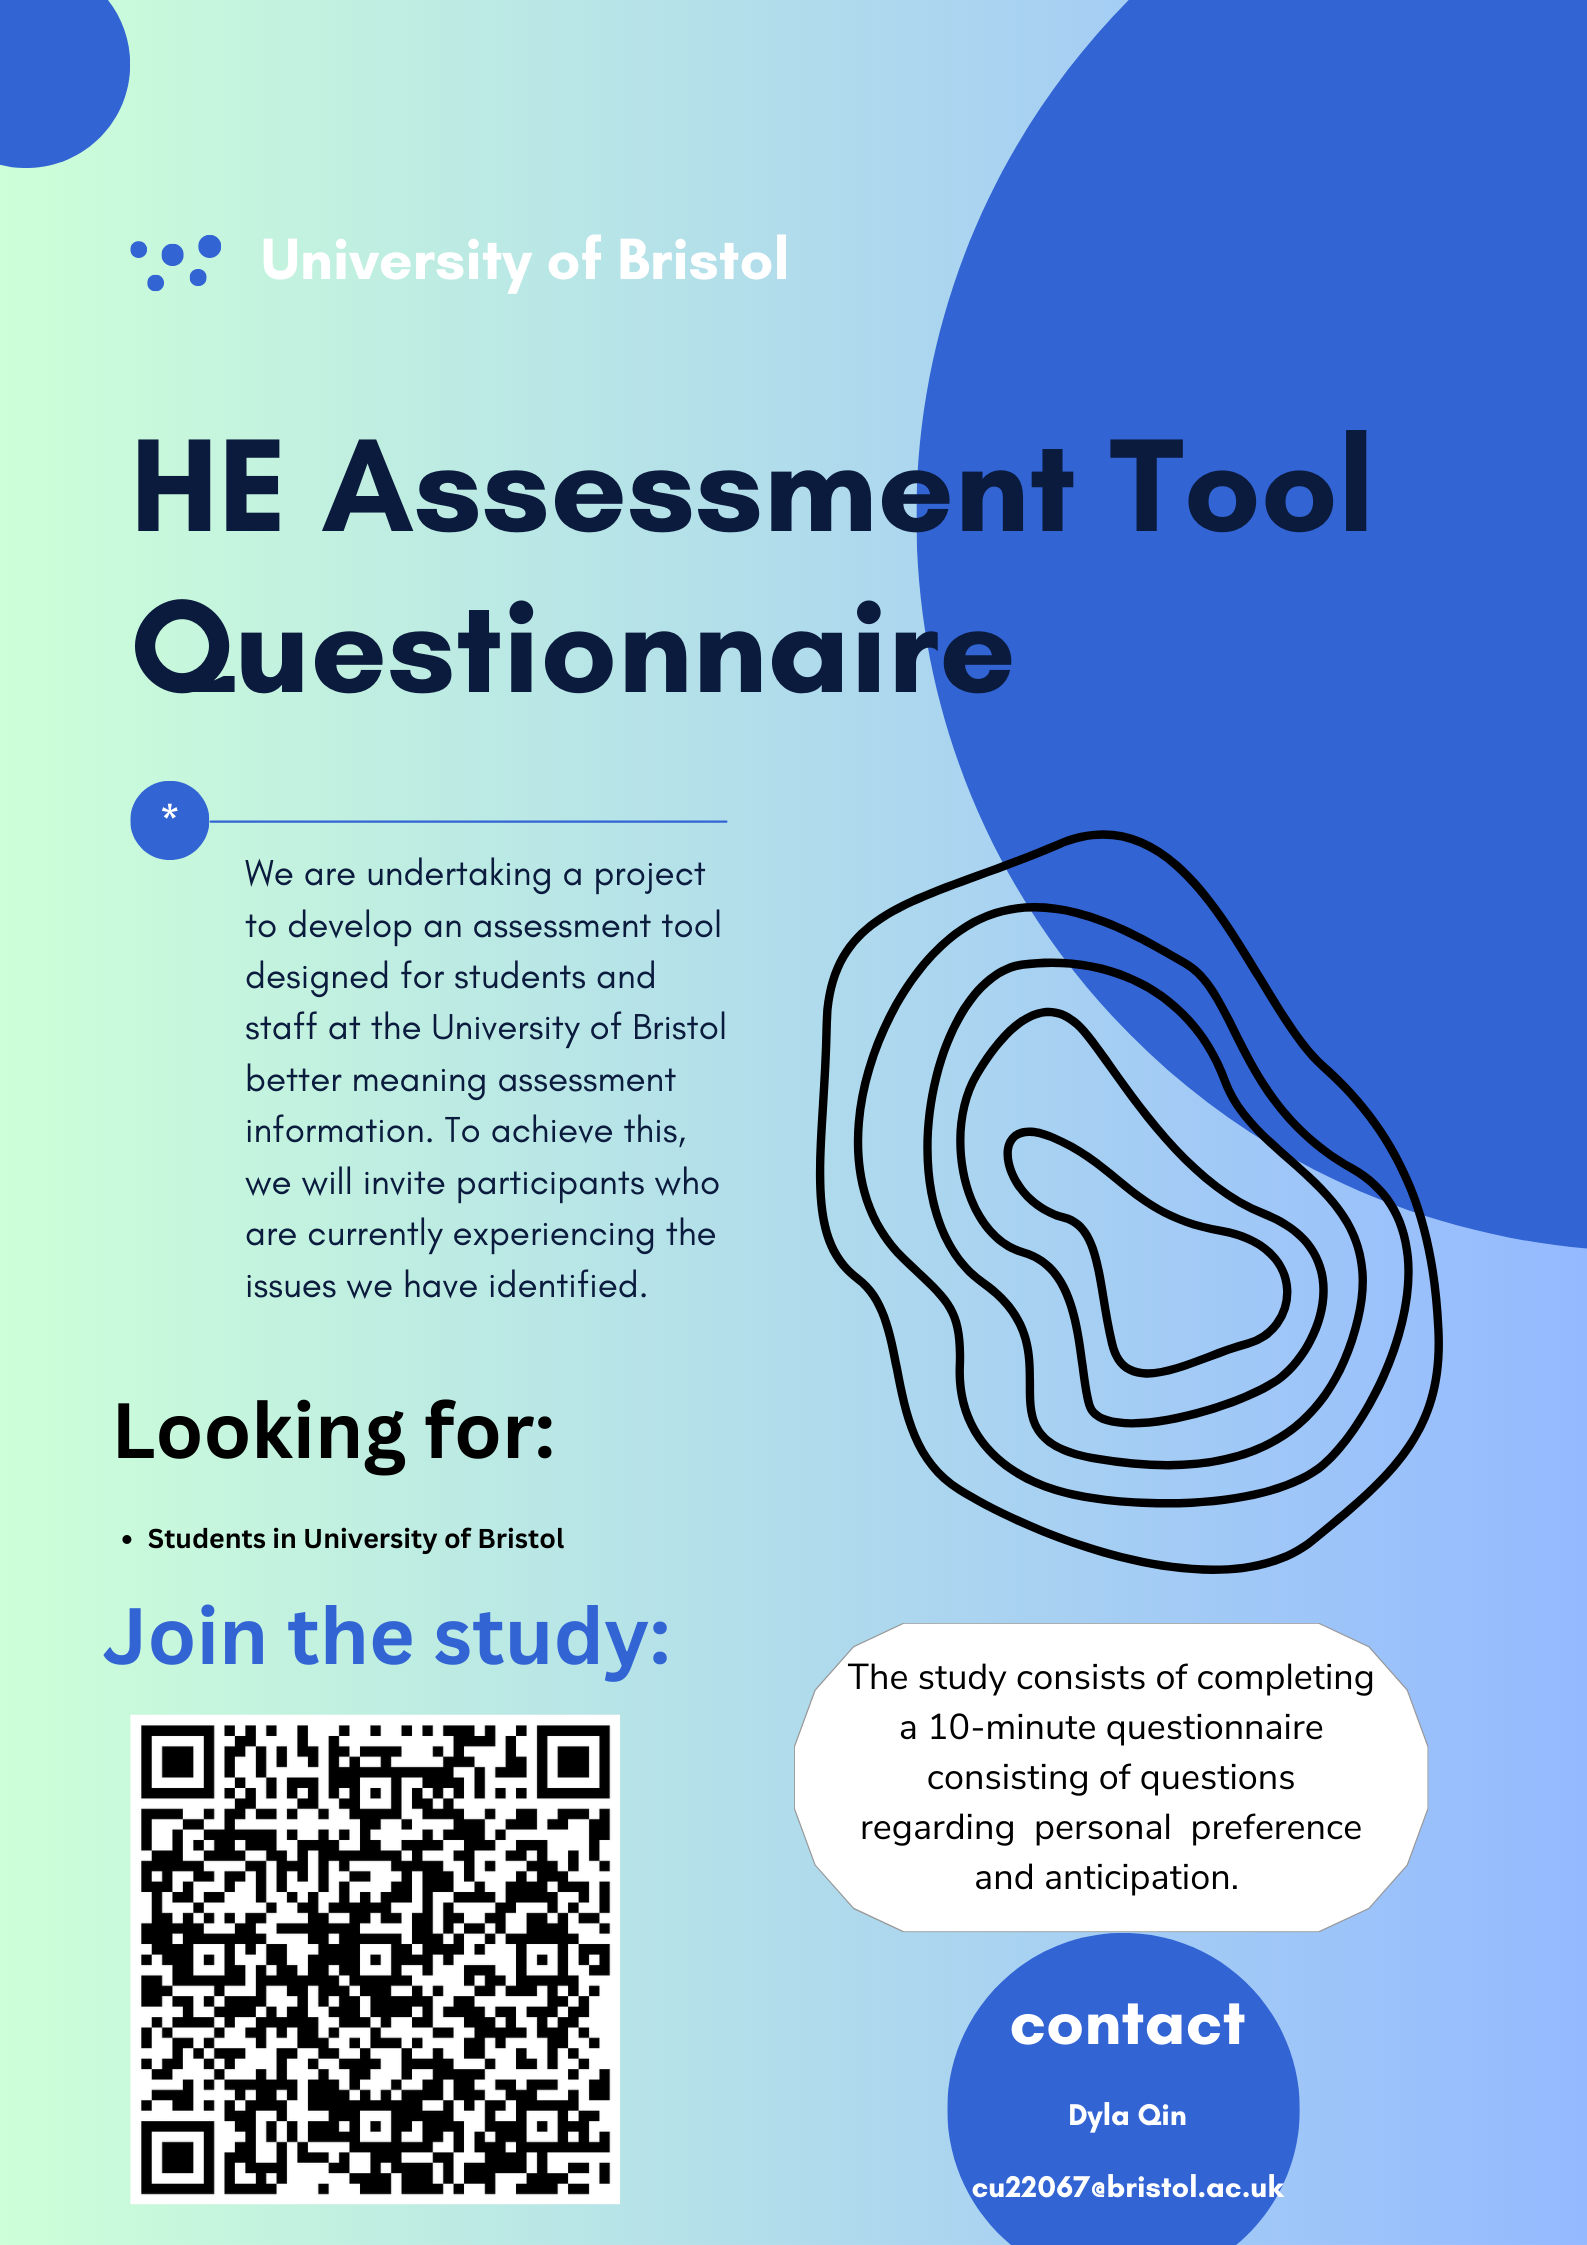 University of Bristol
HE Assessment Tool
Questionnaire
*
We are undertaking a project
to develop an assessment tool
designed for students and
staff at the University of Bristol
better meaning assessment
information. To achieve this,
we will invite participants who
are currently experiencing the
issues we have identified.
Looking for:
• Students in University of Bristol
Join the study:
The study consists of completing
a 10-minute questionnaire
consisting of questions
regarding personal preference
and anticipation.
contact
Dyla Qin
cu22067@bristol.ac.uk